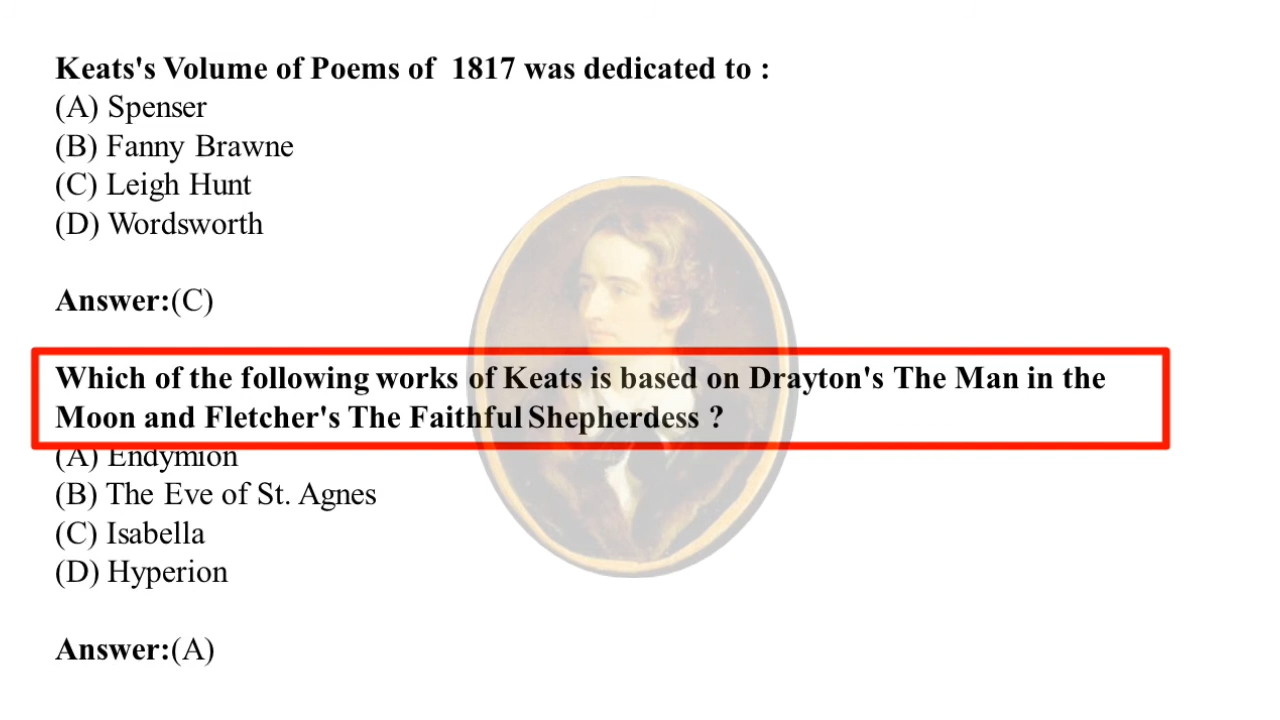 Keats's Volume of Poems of 1817 was dedicated to :
(A) Spenser
(B) Fanny Brawne
(C) Leigh Hunt
(D) Wordsworth
Answer:(C)
Which of the following works of Keats is based on Drayton's The Man in the
Moon and Fletcher's The Faithful Shepherdess ?
(A) Endymion
(B) The Eve of St. Agnes
(C) Isabella
(D) Hyperion
Answer:(A)